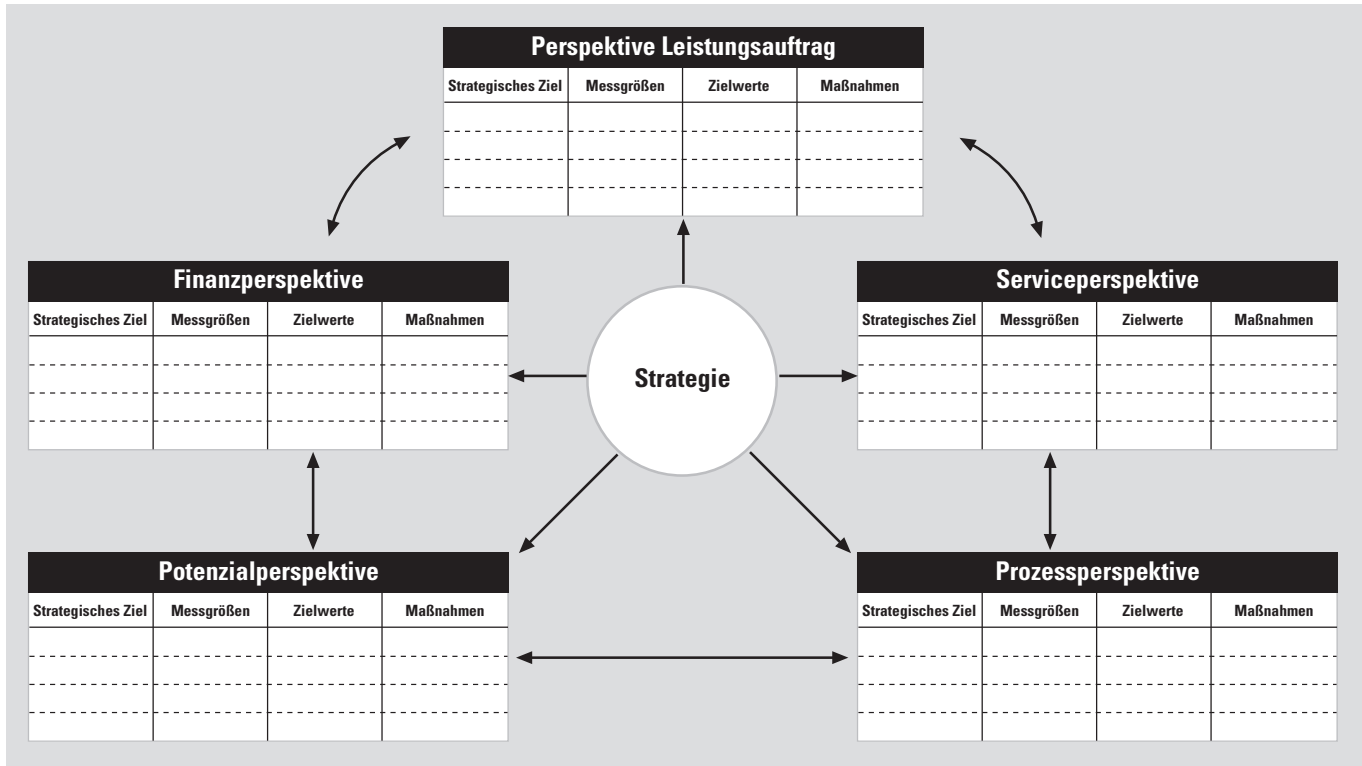 Perspektive Leistungsauftrag
Strategisches Ziel Messgrößen Zielwerte Maßnahmen
Finanzperspektive
Strategisches Ziel Messgrößen Zielwerte Maßnahmen
Serviceperspektive
Strategisches Ziel Messgrößen Zielwerte Maßnahmen
Strategie
Potenzialperspektive
Strategisches Ziel Messgrößen Zielwerte Maßnahmen
Prozessperspektive
Strategisches Ziel Messgrößen Zielwerte Maßnahmen